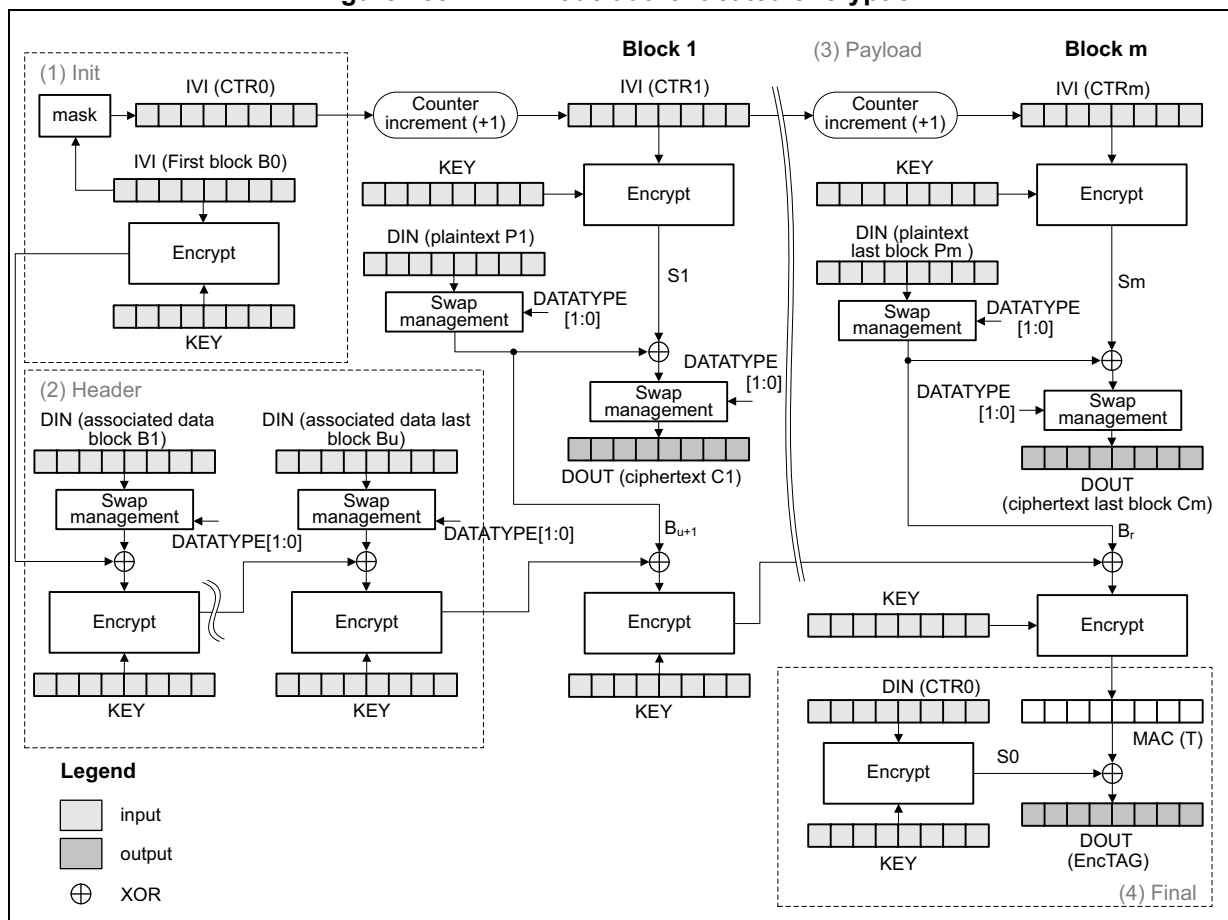 Block 1
(3) Payload
Block m
(1) Init
IVI (CTR0)
mask
Counter
increment (+1)
IVI (CTR1)
Counter
increment (+1)
IVI (CTRm)
IVI (First block B0)
Encrypt
KEY
KEY
Encrypt
DIN (plaintext P1)
Swap
management
DATATYPE
[1:0]
S1
DATATYPE
[1:0]
Swap
management
DOUT (ciphertext C1)
KEY
Encrypt
DIN (plaintext
last block Pm )
Swap
management
DATATYPE
[1:0]
Sm
DATATYPE
[1:0]
Swap
management
DOUT
(ciphertext last block Cm)
(2) Header
DIN (associated data
block B1)
Swap
management
DATATYPE[1:0]
Encrypt
KEY
DIN (associated data last
block Bu)
Swap
management
DATATYPE[1:0]
Encrypt
KEY
Bu+1
Encrypt
KEY
Br
KEY
Encrypt
DIN (CTR0)
Encrypt
S0
KEY
MAC (T)
DOUT
(EncTAG)
(4) Final
Legend
input
output
XOR